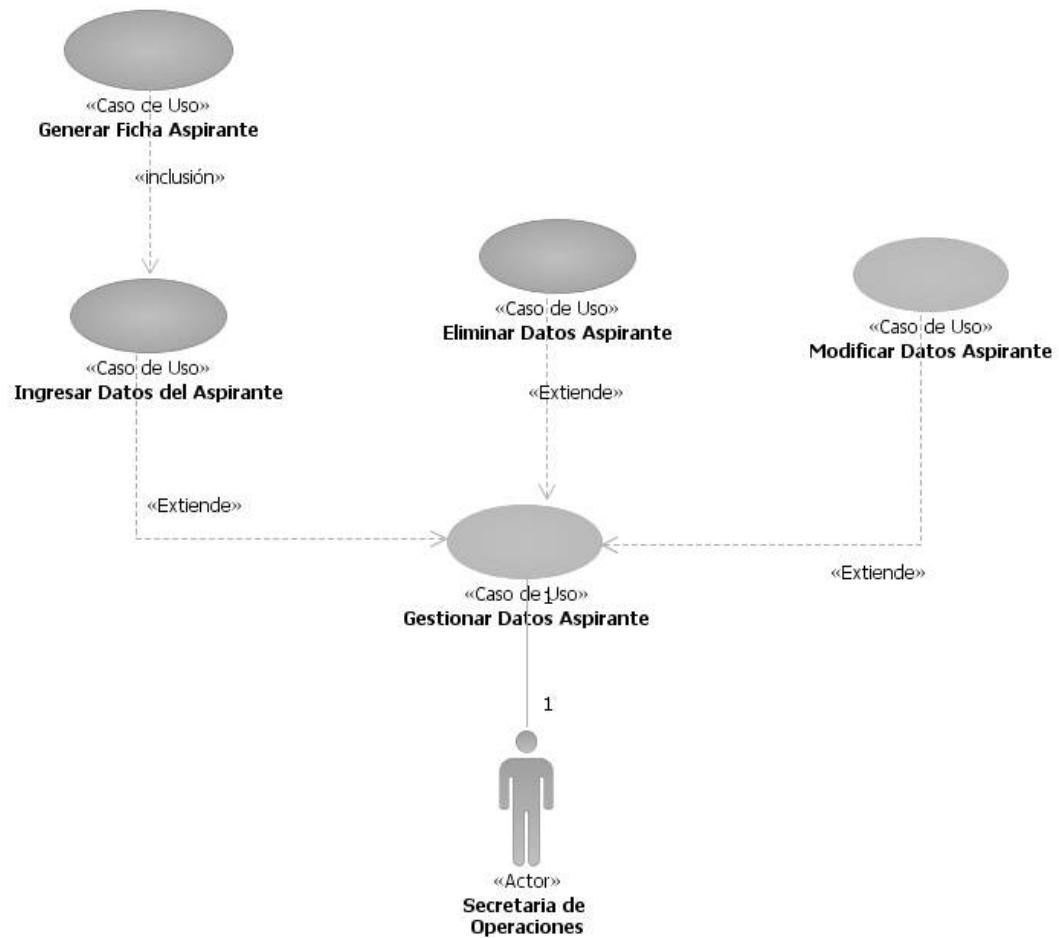 «Caso de Uso»
Generar Ficha Aspirante
«inclusión»
«Caso de Uso»
Ingresar Datos del Aspirante
«Caso de Uso»
Eliminar Datos Aspirante
«Caso de Uso»
Modificar Datos Aspirante
«Extiende»
«Extiende»
«Extiende»
«Caso de Uso»
1
Gestionar Datos Aspirante
1
«Actor»
Secretaria de
Operaciones